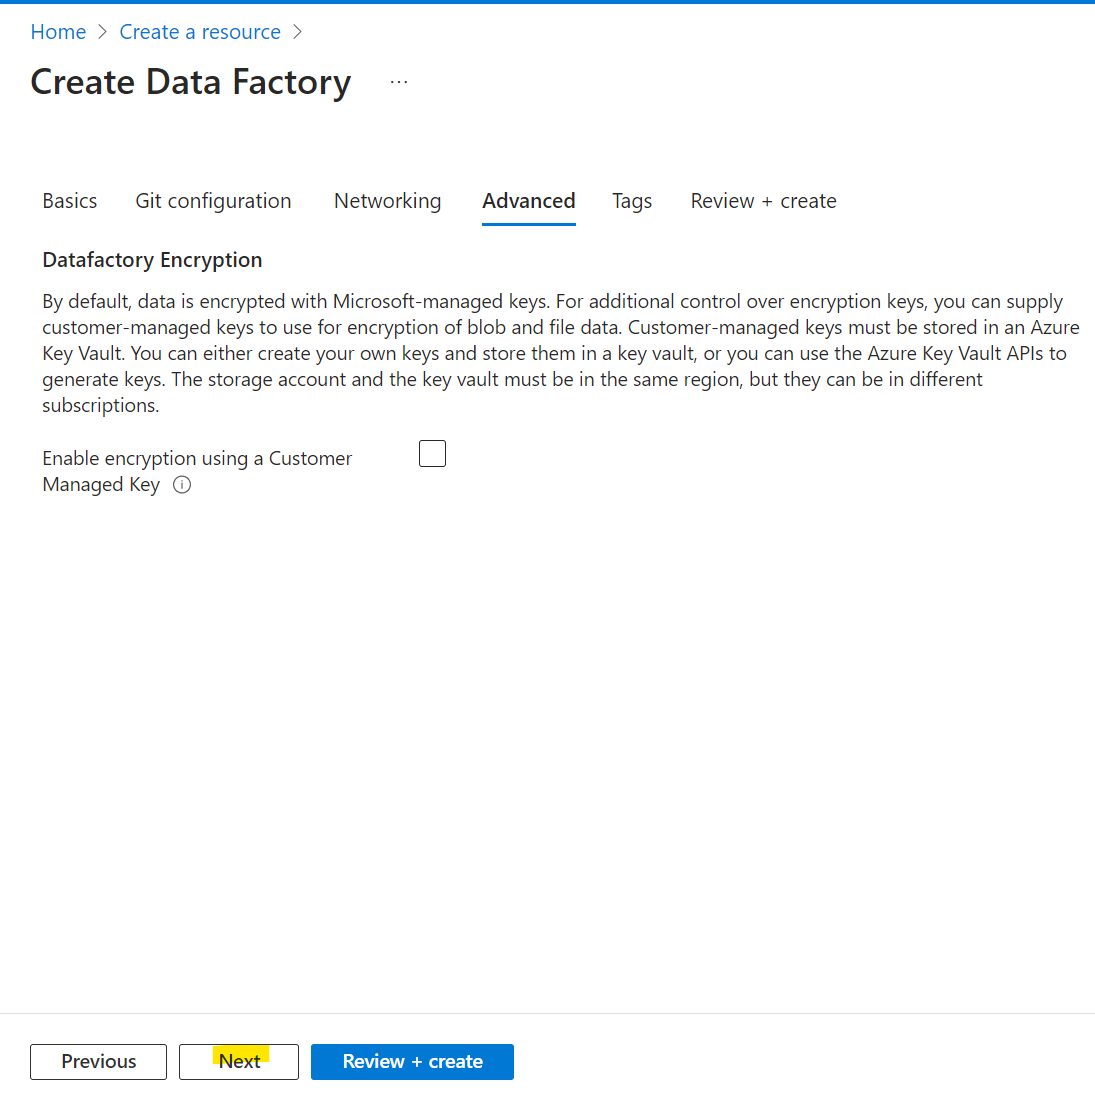 Home > Create a resource >
Create Data Factory ...
Basics Git configuration Networking Advanced Tags Review + create
Datafactory Encryption
By default, data is encrypted with Microsoft-managed keys. For additional control over encryption keys, you can supply
customer-managed keys to use for encryption of blob and file data. Customer-managed keys must be stored in an Azure
Key Vault. You can either create your own keys and store them in a key vault, or you can use the Azure Key Vault APIs to
generate keys. The storage account and the key vault must be in the same region, but they can be in different
subscriptions.
Enable encryption using a Customer
Managed Key
Previous Next Review + create